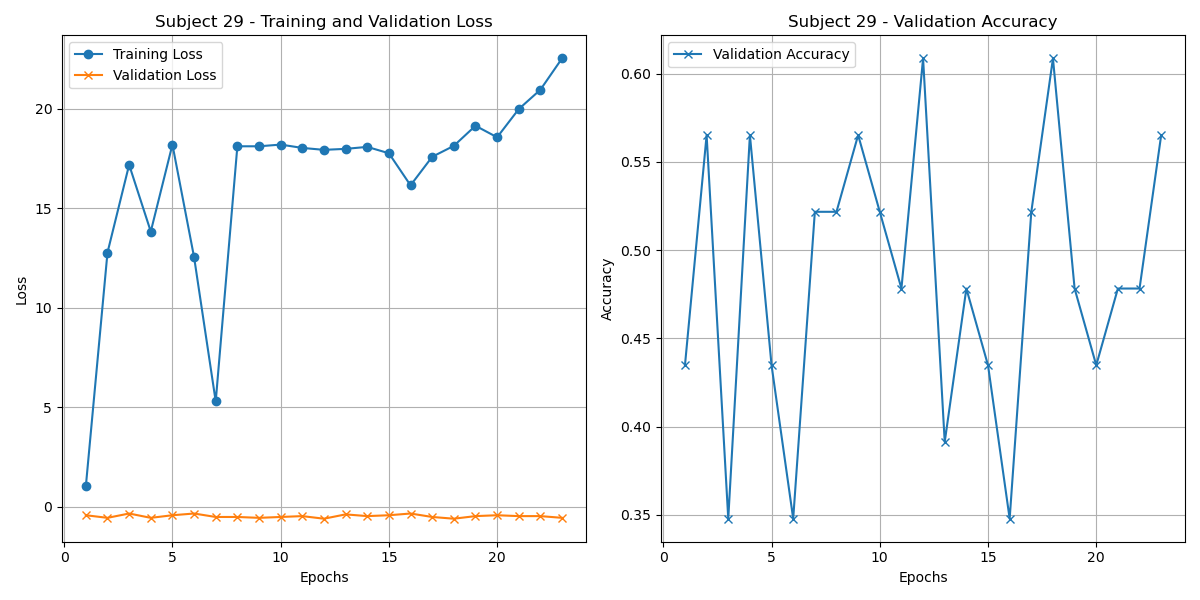 Subject 29 - Training and Validation Loss
Training Loss
Validation Loss
20
15
10
5
0
Loss
0 5 10 15 20
Epochs
Subject 29 - Validation Accuracy
Validation Accuracy
0.60
0.55
0.50
0.45
0.40
0.35
Accuracy
0 5 10 15 20
Epochs